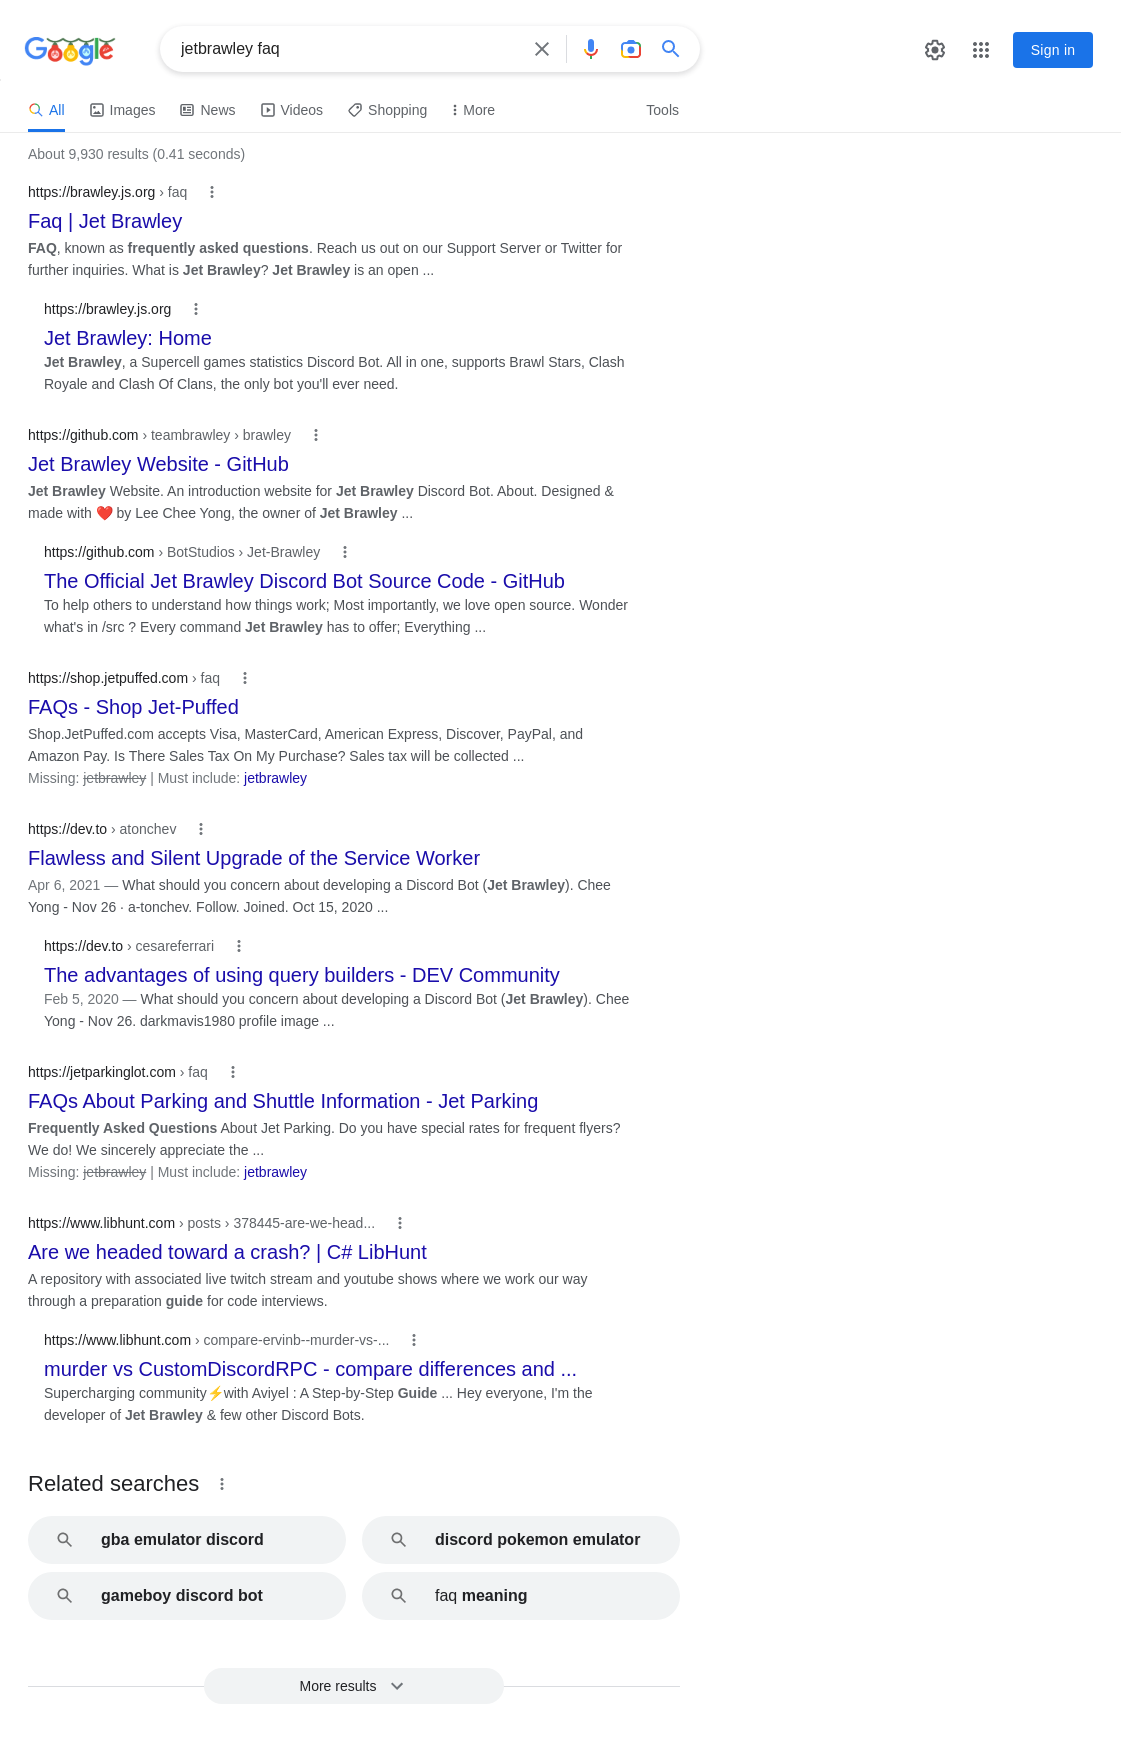 Google
jetbrawley faq
Sign in
All Images News Videos Shopping More Tools
About 9,930 results (0.41 seconds)
https://brawley.js.org › faq
Faq | Jet Brawley
FAQ, known as frequently asked questions. Reach us out on our Support Server or Twitter for
further inquiries. What is Jet Brawley? Jet Brawley is an open ...
https://brawley.js.org
Jet Brawley: Home
Jet Brawley, a Supercell games statistics Discord Bot. All in one, supports Brawl Stars, Clash
Royale and Clash Of Clans, the only bot you'll ever need.
https://github.com › teambrawley › brawley
Jet Brawley Website - GitHub
Jet Brawley Website. An introduction website for Jet Brawley Discord Bot. About. Designed &
made with ❤️ by Lee Chee Yong, the owner of Jet Brawley ...
https://github.com › BotStudios › Jet-Brawley
The Official Jet Brawley Discord Bot Source Code - GitHub
To help others to understand how things work; Most importantly, we love open source. Wonder
what's in /src ? Every command Jet Brawley has to offer; Everything ...
https://shop.jetpuffed.com › faq
FAQs - Shop Jet-Puffed
Shop.JetPuffed.com accepts Visa, MasterCard, American Express, Discover, PayPal, and
Amazon Pay. Is There Sales Tax On My Purchase? Sales tax will be collected ...
Missing: jetbrawley | Must include: jetbrawley
https://dev.to › atonchev
Flawless and Silent Upgrade of the Service Worker
Apr 6, 2021 — What should you concern about developing a Discord Bot (Jet Brawley). Chee
Yong - Nov 26 · a-tonchev. Follow. Joined. Oct 15, 2020 ...
https://dev.to › cesareferrari
The advantages of using query builders - DEV Community
Feb 5, 2020 — What should you concern about developing a Discord Bot (Jet Brawley). Chee
Yong - Nov 26. darkmavis1980 profile image ...
https://jetparkinglot.com › faq
FAQs About Parking and Shuttle Information - Jet Parking
Frequently Asked Questions About Jet Parking. Do you have special rates for frequent flyers?
We do! We sincerely appreciate the ...
Missing: jetbrawley | Must include: jetbrawley
https://www.libhunt.com › posts › 378445-are-we-head...
Are we headed toward a crash? | C# LibHunt
A repository with associated live twitch stream and youtube shows where we work our way
through a preparation guide for code interviews.
https://www.libhunt.com › compare-ervinb--murder-vs-...
murder vs CustomDiscordRPC - compare differences and ...
Supercharging community⚡with Aviyel : A Step-by-Step Guide ... Hey everyone, I'm the
developer of Jet Brawley & few other Discord Bots.
Related searches
gba emulator discord
discord pokemon emulator
gameboy discord bot
faq meaning
More results